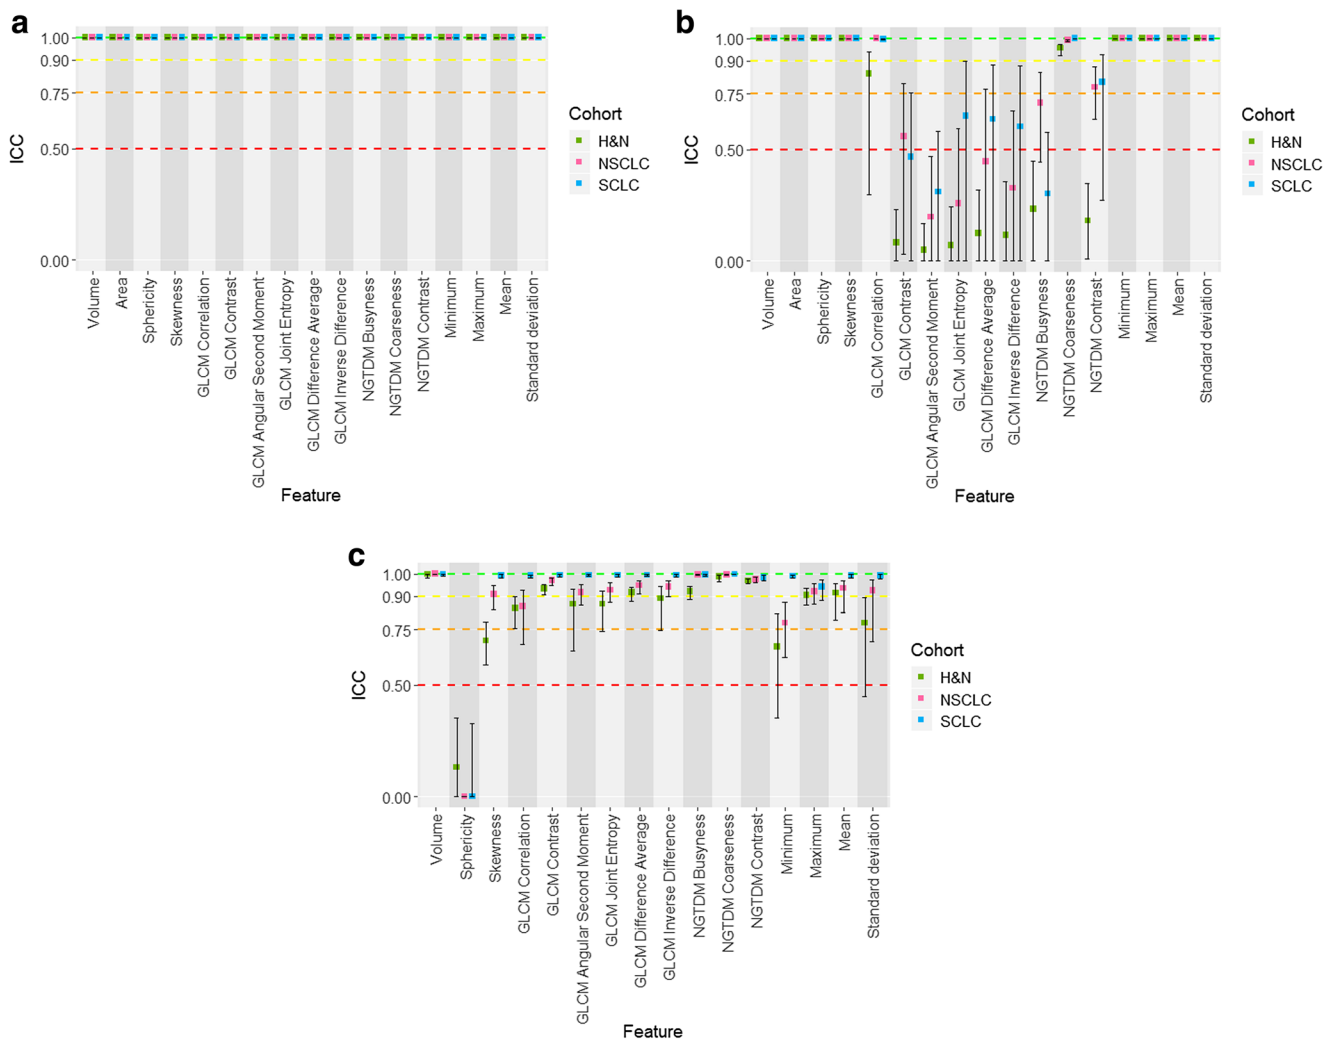 a
1.00
0.90
0.75
0.50
0.00
ICC
Volume
Area
Sphericity
Skewness
GLCM Correlation
GLCM Contrast
GLCM Angular Second Moment
GLCM Joint Entropy
GLCM Difference Average
GLCM Inverse Difference
NGTDM Busyness
NGTDM Coarseness
NGTDM Contrast
Minimum
Maximum
Mean
Standard deviation
Feature
Cohort
H&N
NSCLC
SCLC
b
1.00
0.90
0.75
0.50
0.00
ICC
Volume
Area
Sphericity
Skewness
GLCM Correlation
GLCM Contrast
GLCM Angular Second Moment
GLCM Joint Entropy
GLCM Difference Average
GLCM Inverse Difference
NGTDM Busyness
NGTDM Coarseness
NGTDM Contrast
Minimum
Maximum
Mean
Standard deviation
Feature
Cohort
H&N
NSCLC
SCLC
c
1.00
0.90
0.75
0.50
0.00
ICC
Volume
Sphericity
Skewness
GLCM Correlation
GLCM Contrast
GLCM Angular Second Moment
GLCM Joint Entropy
GLCM Difference Average
GLCM Inverse Difference
NGTDM Busyness
NGTDM Coarseness
NGTDM Contrast
Minimum
Maximum
Mean
Standard deviation
Feature
Cohort
H&N
NSCLC
SCLC